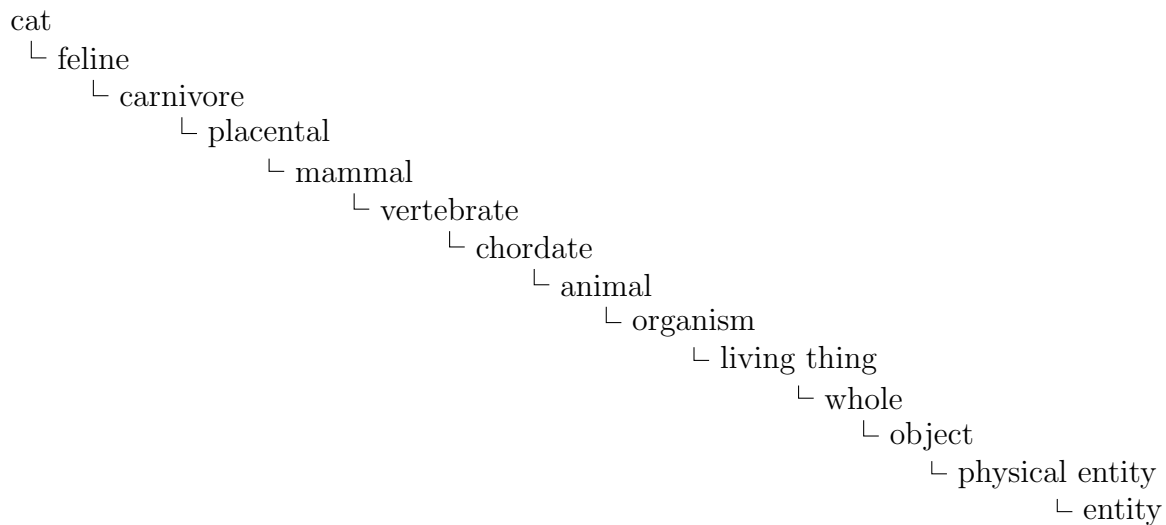 cat
feline
carnivore
placental
mammal
vertebrate
chordate
animal
organism
living thing
whole
object
physical entity
entity